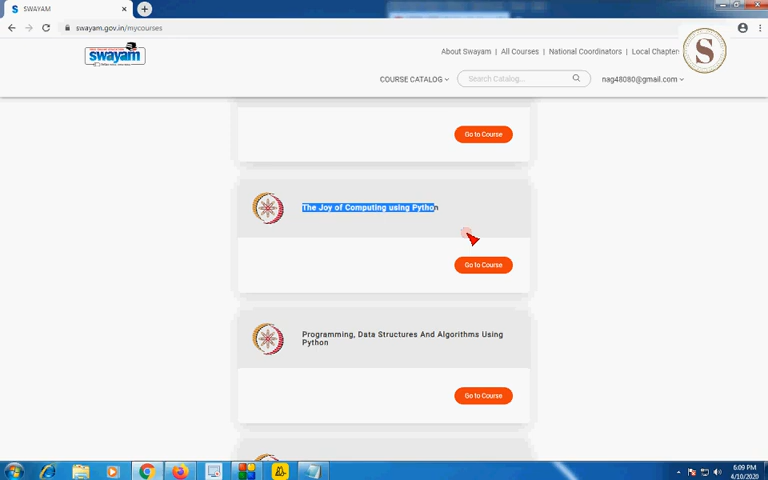 SWAYAM
swayam.gov.in/mycourses
swayam
About Swayam | All Courses | National Coordinators | Local Chapter
S
COURSE CATALOG
Search Catalog...
nag48080@gmail.com
Go to Course
The Joy of Computing using Python
Go to Course
Programming, Data Structures And Algorithms Using
Python
Go to Course
6:09 PM
4/10/2020